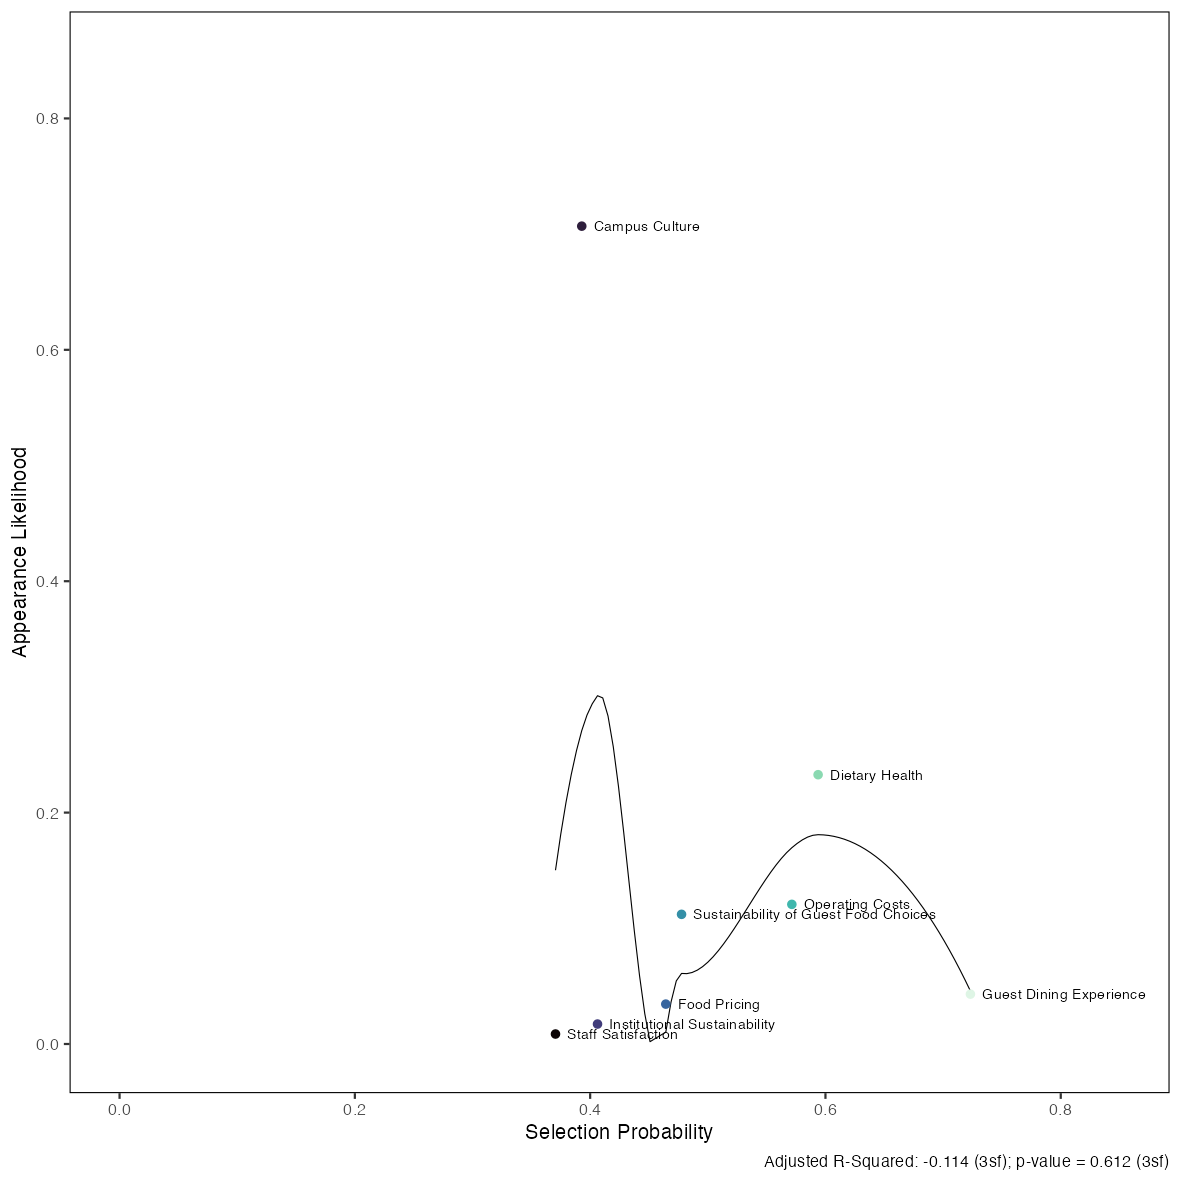 0.8
Campus Culture
0.6
Appearance Likelihood
0.4
Dietary Health
0.2
Operating Costs
Sustainability of Guest Food Choices
Guest Dining Experience
Food Pricing
Institutional Sustainability
Staff Satisfaction
0.0
0.0 0.2 0.4 0.6 0.8
Selection Probability
Adjusted R-Squared: -0.114 (3sf); p-value = 0.612 (3sf)